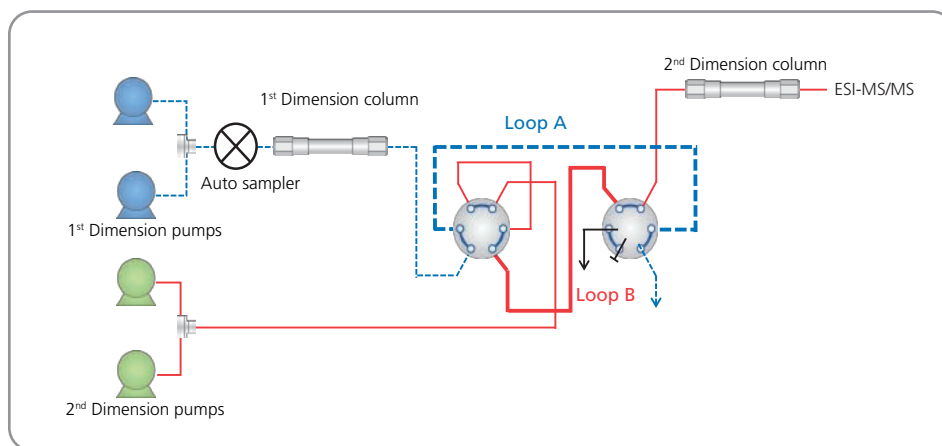 2nd Dimension column
ESI-MS/MS
1st Dimension column
Loop A
Auto sampler
1st Dimension pumps
Loop B
2nd Dimension pumps